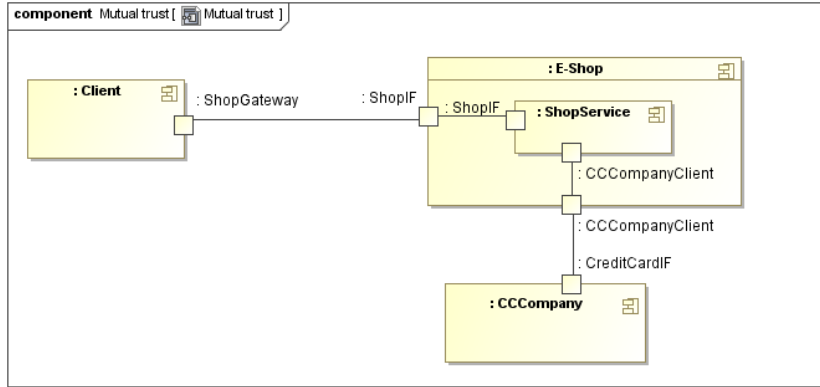 component Mutual trust [ Mutual trust ]
: E-Shop
: Client
: ShopGateway
: ShopIF
: ShopIF
: ShopService
: CCCompanyClient
: CCCompanyClient
: CreditCardIF
: CCCompany